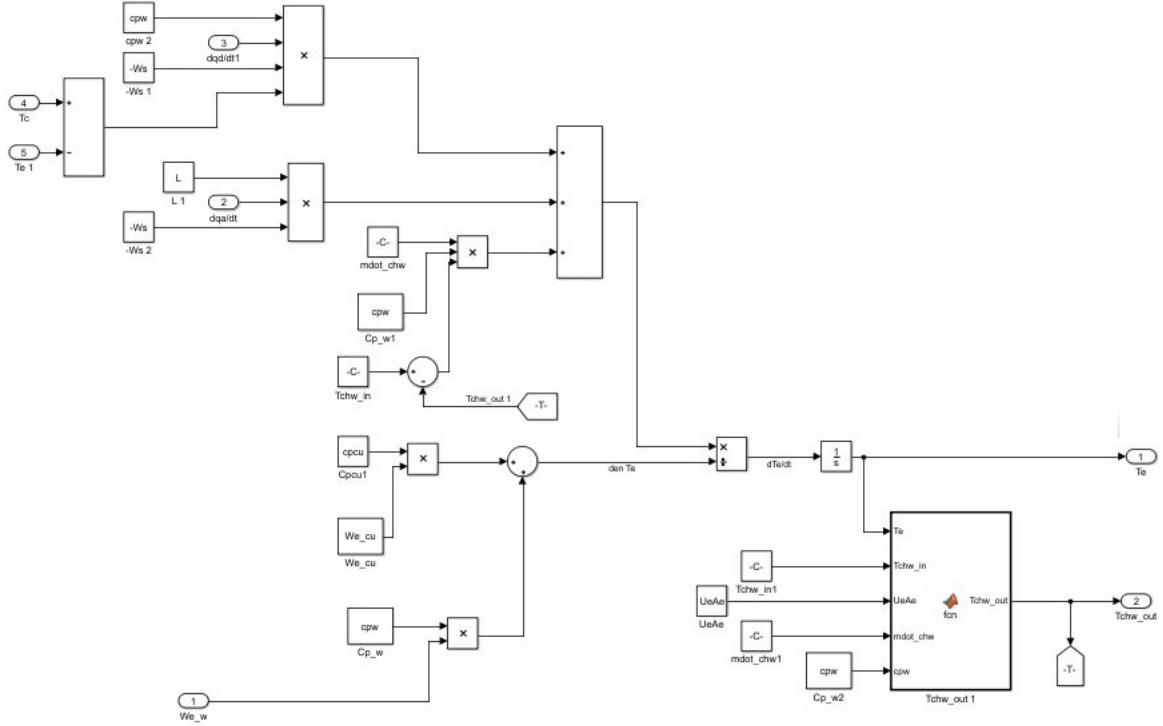 cpw
cpw 2
3
dqd/dt1
×
-Ws
-Ws 1
4
Tc
+
5
Te 1
−
L
L 1
2
dqa/dt
×
-Ws
-Ws 2
+
+
+
-C-
mdot_chw
×
cpw
Cp_w1
-C-
Tchw_in
+
−
Tchw_out 1
-T-
cpcu
Cpcu1
×
+
+
den Te
×
÷
dTe/dt
1
s
1
Te
We_cu
We_cu
Te
-C-
Tchw_in1
Tchw_in
UeAe
UeAe
UeAe
fcn
Tchw_out
2
Tchw_out
-C-
mdot_chw1
mdot_chw
cpw
Cp_w2
cpw
Tchw_out 1
-T-
cpw
Cp_w
×
1
We_w